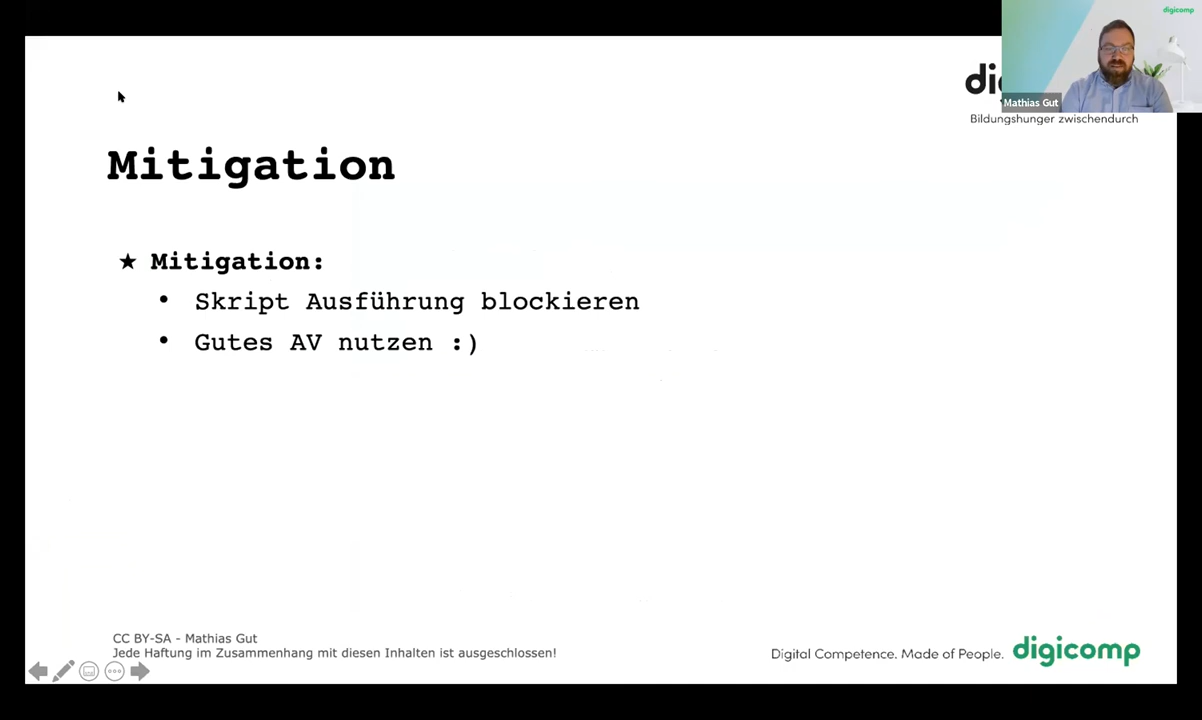 digicomp
di
Mathias Gut
Bildungshunger zwischendurch
Mitigation
★ Mitigation:
• Skript Ausführung blockieren
• Gutes AV nutzen :)
CC BY-SA - Mathias Gut
Jede Haftung im Zusammenhang mit diesen Inhalten ist ausgeschlossen!
Digital Competence. Made of People. digicomp